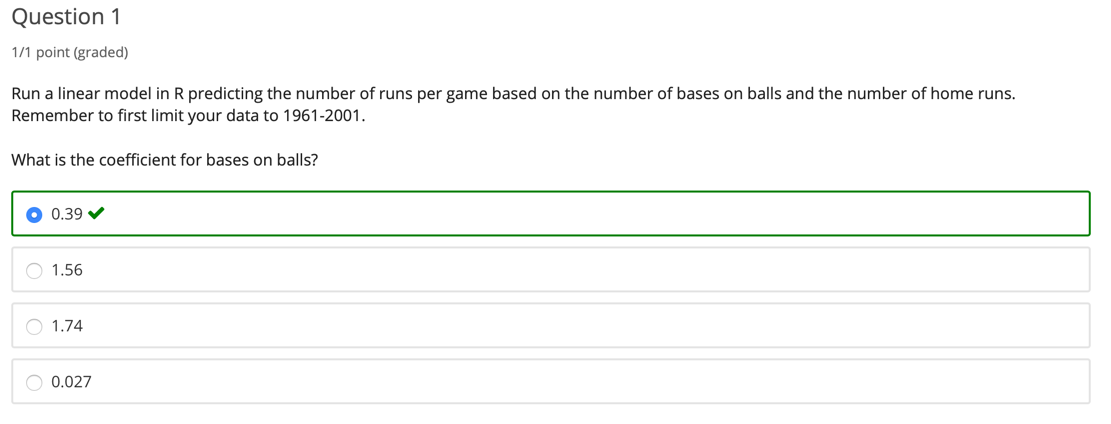 Question 1
1/1 point (graded)
Run a linear model in R predicting the number of runs per game based on the number of bases on balls and the number of home runs.
Remember to first limit your data to 1961-2001.
What is the coefficient for bases on balls?
0.39
1.56
1.74
0.027